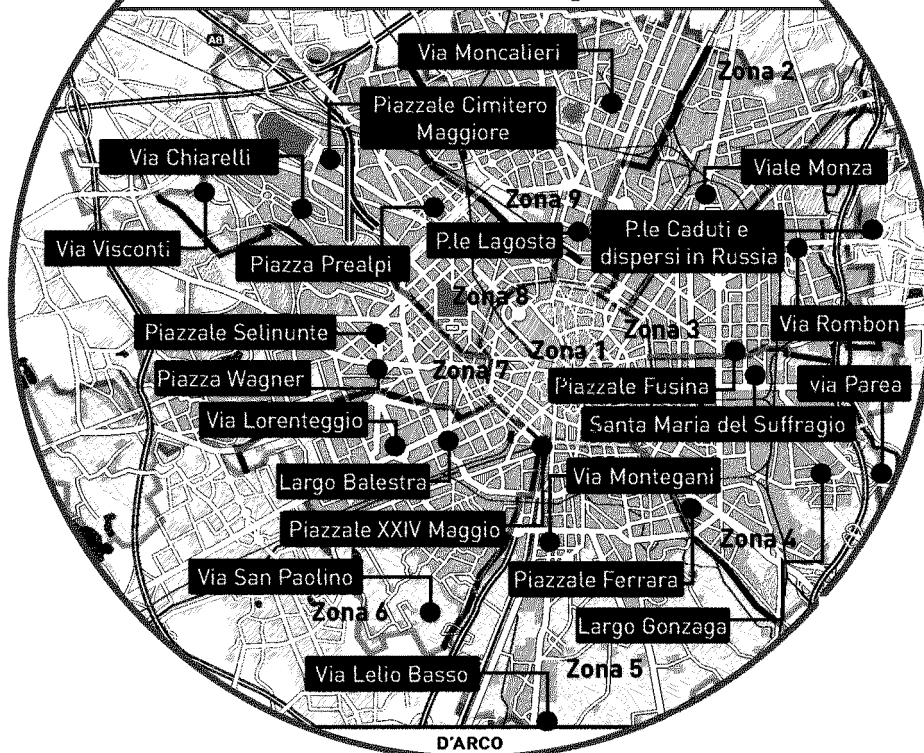 A8
Via Moncalieri
Zona 2
Piazzale Cimitero
Maggiore
Via Chiarelli
Viale Monza
Zona 9
P.le Lagosta
P.le Caduti e
dispersi in Russia
Via Visconti
Piazza Prealpi
Zona 8
Piazzale Selinunte
Zona 3
Via Rombon
Zona 1
Piazza Wagner
Zona 7
Piazzale Fusina
via Parea
Via Lorenteggio
Santa Maria del Suffragio
Largo Balestra
Via Montegani
Piazzale XXIV Maggio
Zona 4
Via San Paolino
Piazzale Ferrara
Zona 6
Largo Gonzaga
Via Lelio Basso
Zona 5
D'ARCO